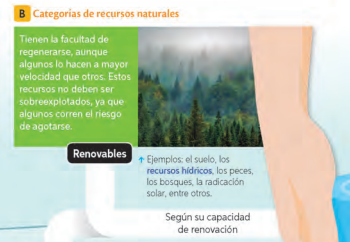 B Categorías de recursos naturales
Tienen la facultad de
regenerarse, aunque
algunos lo hacen a mayor
velocidad que otros. Estos
recursos no deben ser
sobreexplotados, ya que
algunos corren el riesgo
de agotarse.
Renovables
↑ Ejemplos: el suelo, los
recursos hídricos, los peces,
los bosques, la radicación
solar, entre otros.
Según su capacidad
de renovación